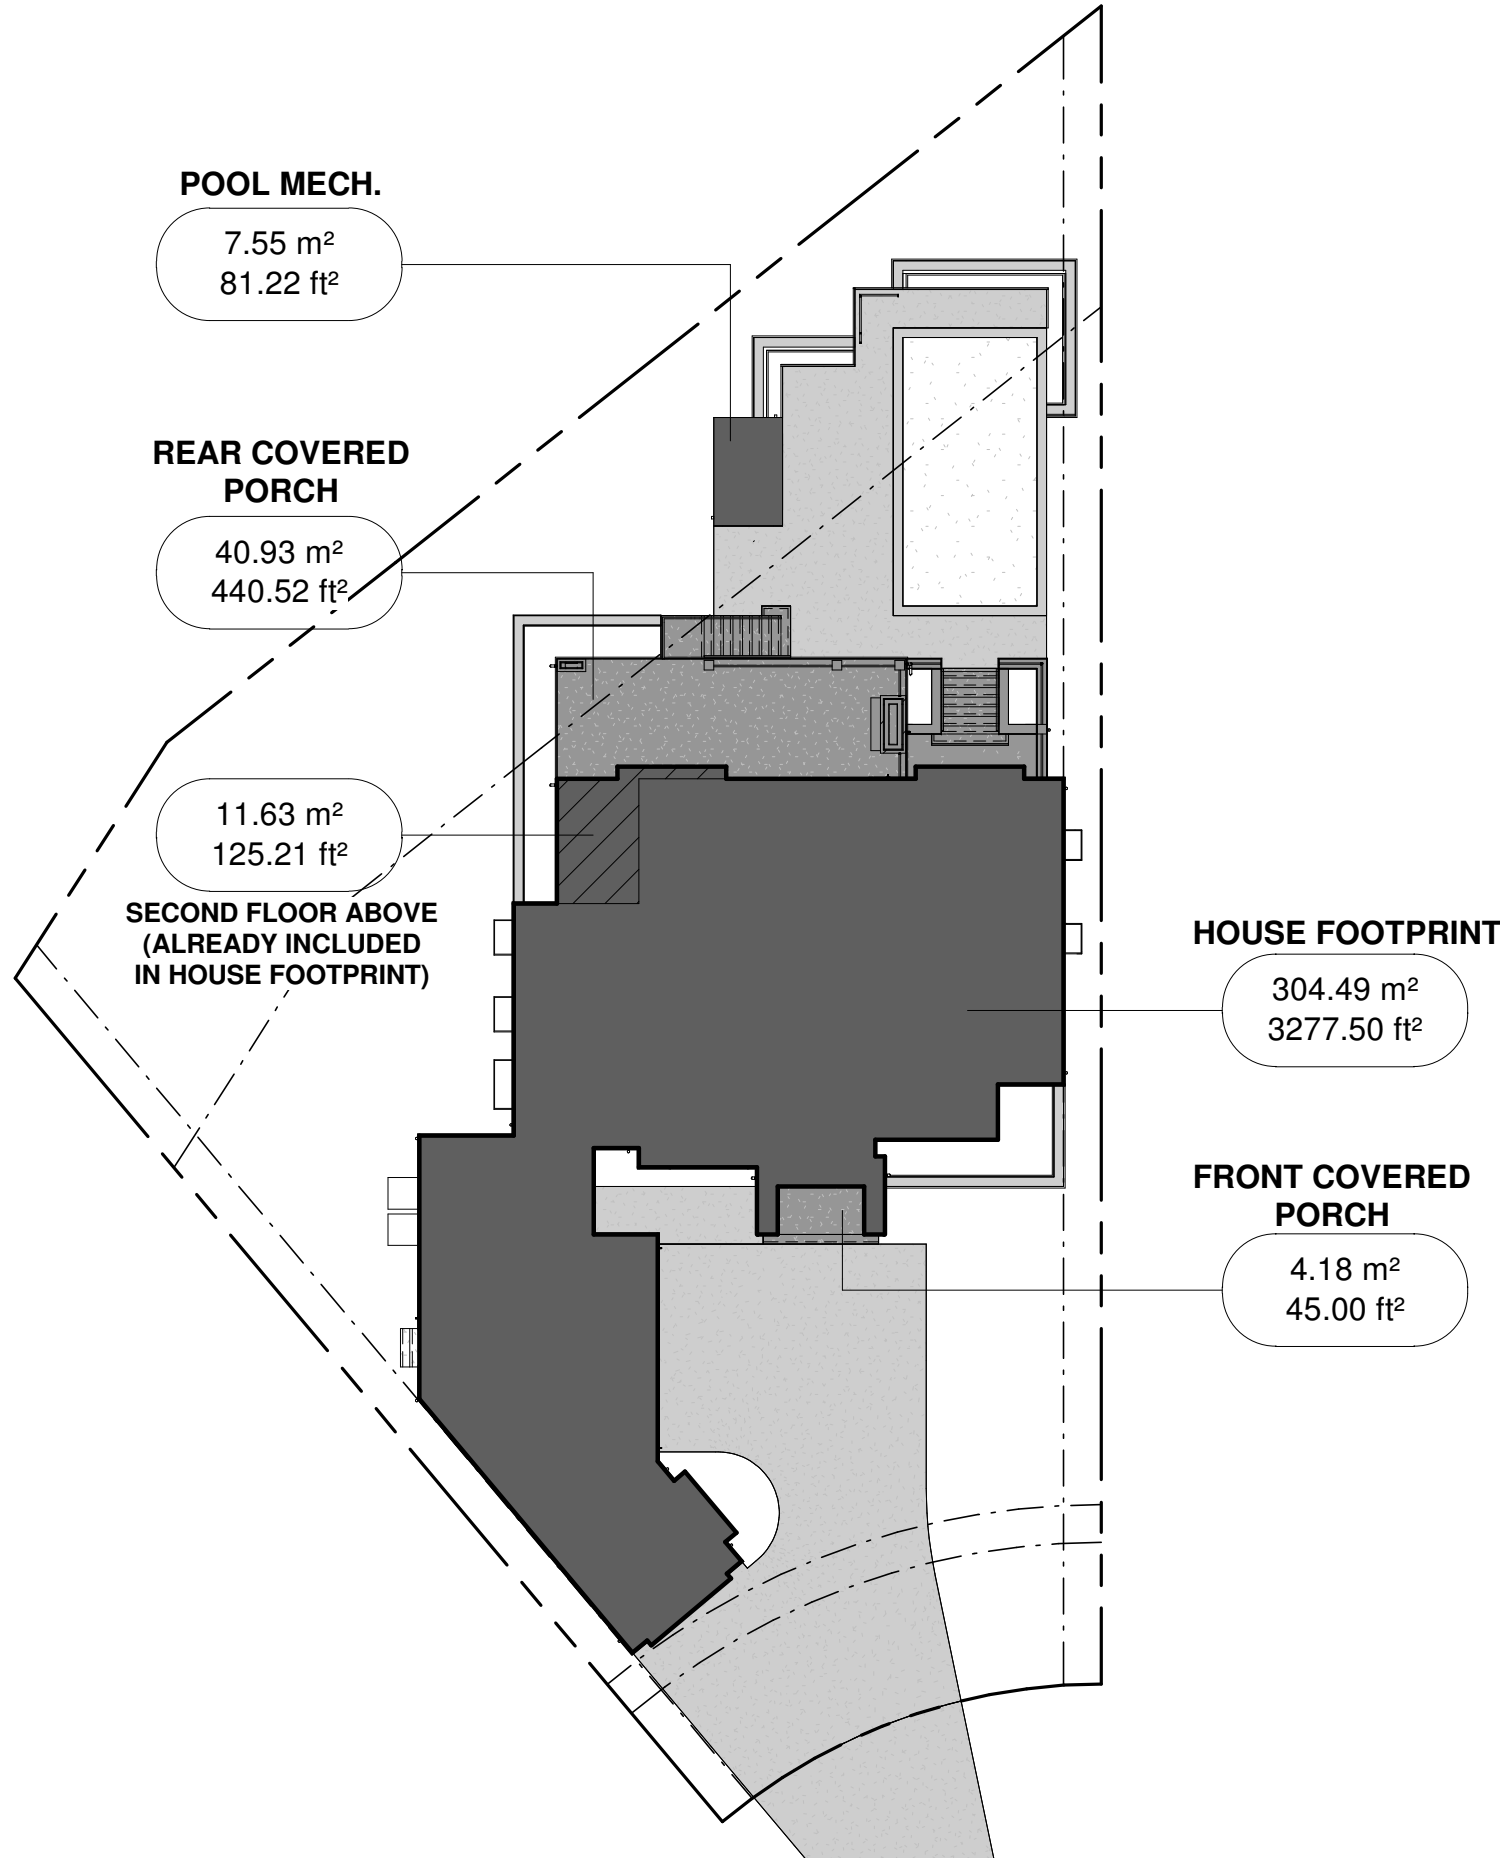 POOL MECH.
7.55 m²
81.22 ft²
REAR COVERED
PORCH
40.93 m²
440.52 ft²
11.63 m²
125.21 ft²
SECOND FLOOR ABOVE
(ALREADY INCLUDED
IN HOUSE FOOTPRINT)
HOUSE FOOTPRINT
304.49 m²
3277.50 ft²
FRONT COVERED
PORCH
4.18 m²
45.00 ft²